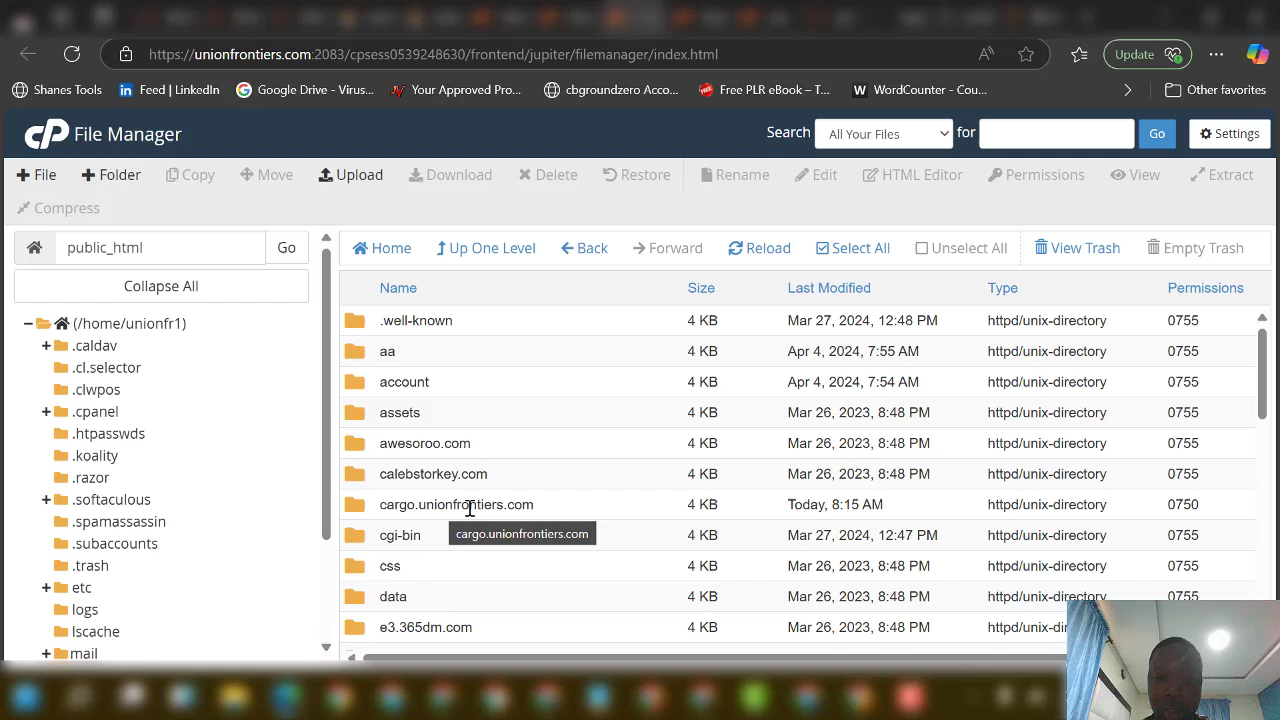 https://unionfrontiers.com:2083/cpsess0539248630/frontend/jupiter/filemanager/index.html
Update
Shanes Tools
Feed | LinkedIn
Google Drive - Virus...
Your Approved Pro...
cbgroundzero Acco...
Free PLR eBook – T...
WordCounter - Cou...
Other favorites
cP File Manager
Search
All Your Files
for
Go
Settings
File
Folder
Copy
Move
Upload
Download
Delete
Restore
Rename
Edit
HTML Editor
Permissions
View
Extract
Compress
public_html
Go
Home
Up One Level
Back
Forward
Reload
Select All
Unselect All
View Trash
Empty Trash
Collapse All
(/home/unionfr1)
.caldav
.cl.selector
.clwpos
.cpanel
.htpasswds
.koality
.razor
.softaculous
.spamassassin
.subaccounts
.trash
etc
logs
lscache
mail
Name Size Last Modified Type Permissions
.well-known 4 KB Mar 27, 2024, 12:48 PM httpd/unix-directory 0755
aa 4 KB Apr 4, 2024, 7:55 AM httpd/unix-directory 0755
account 4 KB Apr 4, 2024, 7:54 AM httpd/unix-directory 0755
assets 4 KB Mar 26, 2023, 8:48 PM httpd/unix-directory 0755
awesoroo.com 4 KB Mar 26, 2023, 8:48 PM httpd/unix-directory 0755
calebstorkey.com 4 KB Mar 26, 2023, 8:48 PM httpd/unix-directory 0755
cargo.unionfrontiers.com 4 KB Today, 8:15 AM httpd/unix-directory 0750
cargo.unionfrontiers.com
cgi-bin 4 KB Mar 27, 2024, 12:47 PM httpd/unix-directory 0755
css 4 KB Mar 26, 2023, 8:48 PM httpd/unix-directory 0755
data 4 KB Mar 26, 2023, 8:48 PM httpd/unix-directory 0755
e3.365dm.com 4 KB Mar 26, 2023, 8:48 PM httpd/unix-di